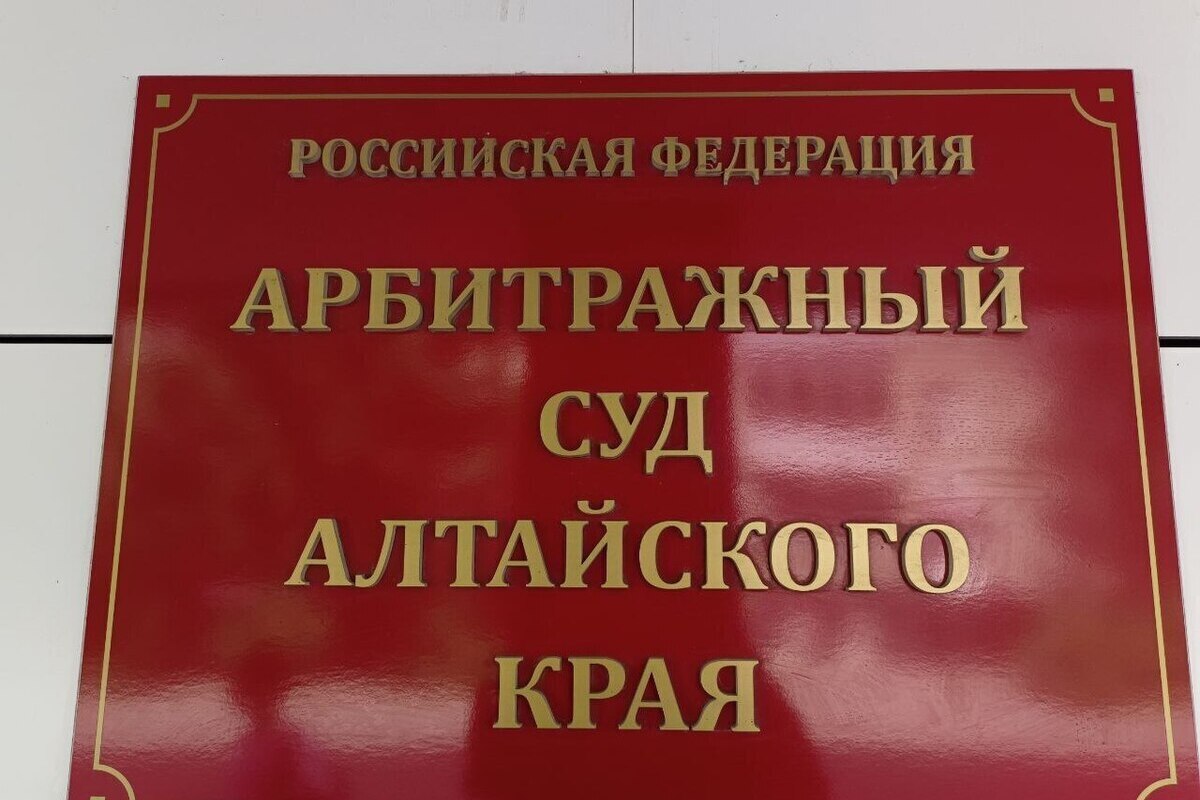 РОССИЙСКАЯ ФЕДЕРАЦИЯ
АРБИТРАЖНЫЙ
СУД
АЛТАЙСКОГО
КРАЯ